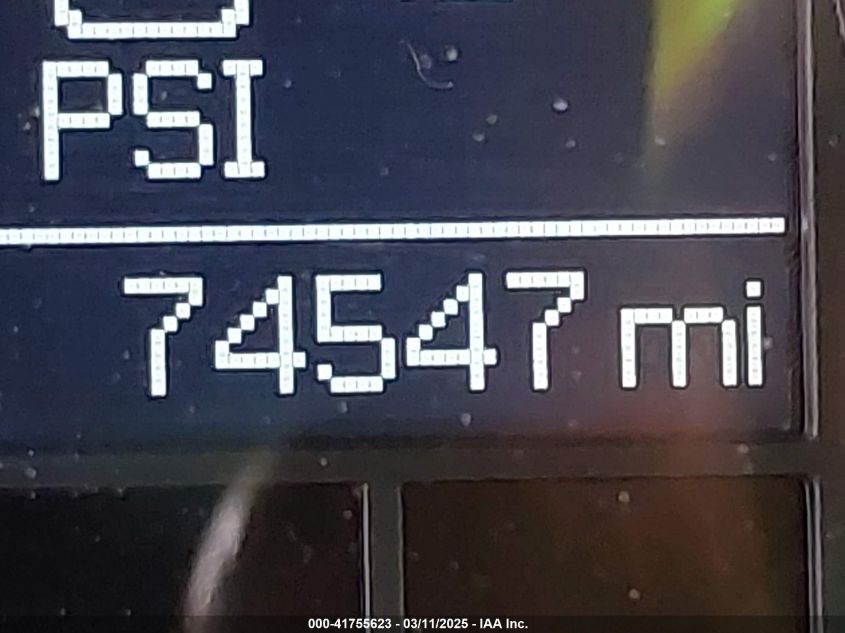 PSI
74547 mi
000-41755623 - 03/11/2025 - IAA Inc.